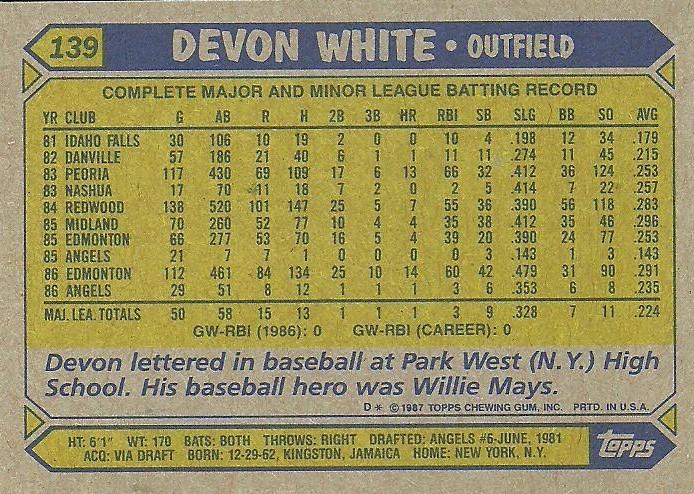 139 DEVON WHITE • OUTFIELD
COMPLETE MAJOR AND MINOR LEAGUE BATTING RECORD
YR CLUB G AB R H 2B 3B HR RBI SB SLG BB SO AVG
81 IDAHO FALLS 30 106 10 19 2 0 0 10 4 .198 12 34 .179
82 DANVILLE 57 186 21 40 6 1 1 11 11 .274 11 45 .215
83 PEORIA 117 430 69 109 17 6 13 66 32 .412 36 124 .253
83 NASHUA 17 70 11 18 7 2 0 2 5 .414 7 22 .257
84 REDWOOD 138 520 101 147 25 5 7 55 36 .390 56 118 .283
85 MIDLAND 70 260 52 77 10 4 4 35 38 .412 35 46 .296
85 EDMONTON 66 277 53 70 16 5 4 39 20 .390 24 77 .253
85 ANGELS 21 7 7 1 0 0 0 0 3 .143 1 3 .143
86 EDMONTON 112 461 84 134 25 10 14 60 42 .479 31 90 .291
86 ANGELS 29 51 8 12 1 1 1 3 6 .353 6 8 .235
MAJ. LEA. TOTALS 50 58 15 13 1 1 1 3 9 .328 7 11 .224
GW-RBI (1986): 0 GW-RBI (CAREER): 0
Devon lettered in baseball at Park West (N.Y.) High
School. His baseball hero was Willie Mays.
D* © 1987 TOPPS CHEWING GUM, INC. PRTD. IN U.S.A.
HT: 6'1" WT: 170 BATS: BOTH THROWS: RIGHT DRAFTED: ANGELS #6-JUNE, 1981
ACQ: VIA DRAFT BORN: 12-29-62, KINGSTON, JAMAICA HOME: NEW YORK, N.Y.
Topps